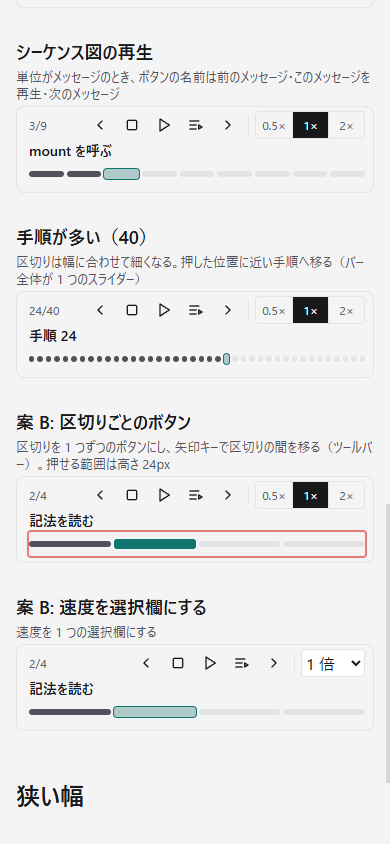 シーケンス図の再生
単位がメッセージのとき、ボタンの名前は前のメッセージ・このメッセージを
再生・次のメッセージ
3/9
0.5×
1×
2×
mount を呼ぶ
手順が多い（40）
区切りは幅に合わせて細くなる。押した位置に近い手順へ移る（バー
全体が 1 つのスライダー）
24/40
0.5×
1×
2×
手順 24
案 B: 区切りごとのボタン
区切りを 1 つずつのボタンにし、矢印キーで区切りの間を移る（ツールバ
ー）。押せる範囲は高さ 24px
2/4
0.5×
1×
2×
記法を読む
案 B: 速度を選択欄にする
速度を 1 つの選択欄にする
2/4
1 倍
記法を読む
狭い幅